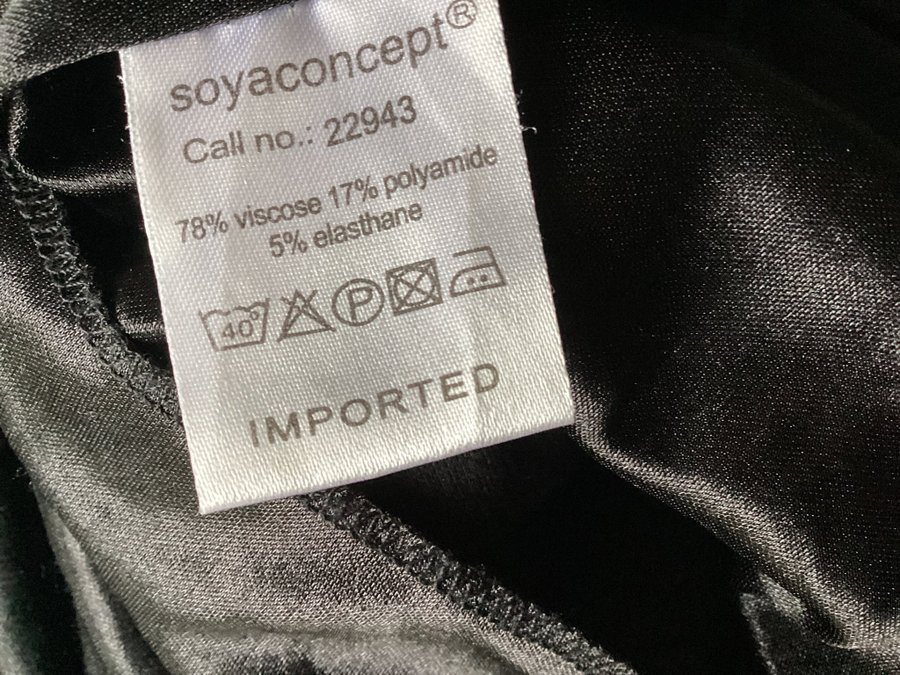 soyaconcept®
Call no.: 22943
78% viscose 17% polyamide
5% elasthane
40° P
IMPORTED